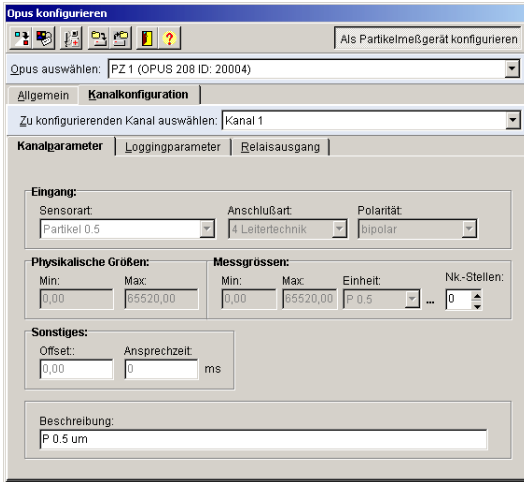 Opus konfigurieren
Als Partikelmeßgerät konfigurieren
Opus auswählen: PZ 1 (OPUS 208 ID: 20004)
Allgemein Kanalkonfiguration
Zu konfigurierenden Kanal auswählen: Kanal 1
Kanalparameter Loggingparameter Relaisausgang
Eingang:
Sensorart: Anschlußart: Polarität:
Partikel 0.5 4 Leitertechnik bipolar
Physikalische Größen: Messgrössen:
Min: Max: Min: Max: Einheit: Nk.-Stellen:
0,00 65520,00 0,00 65520,00 P 0.5 ... 0
Sonstiges:
Offset:: Ansprechzeit:
0,00 0 ms
Beschreibung:
P 0.5 um